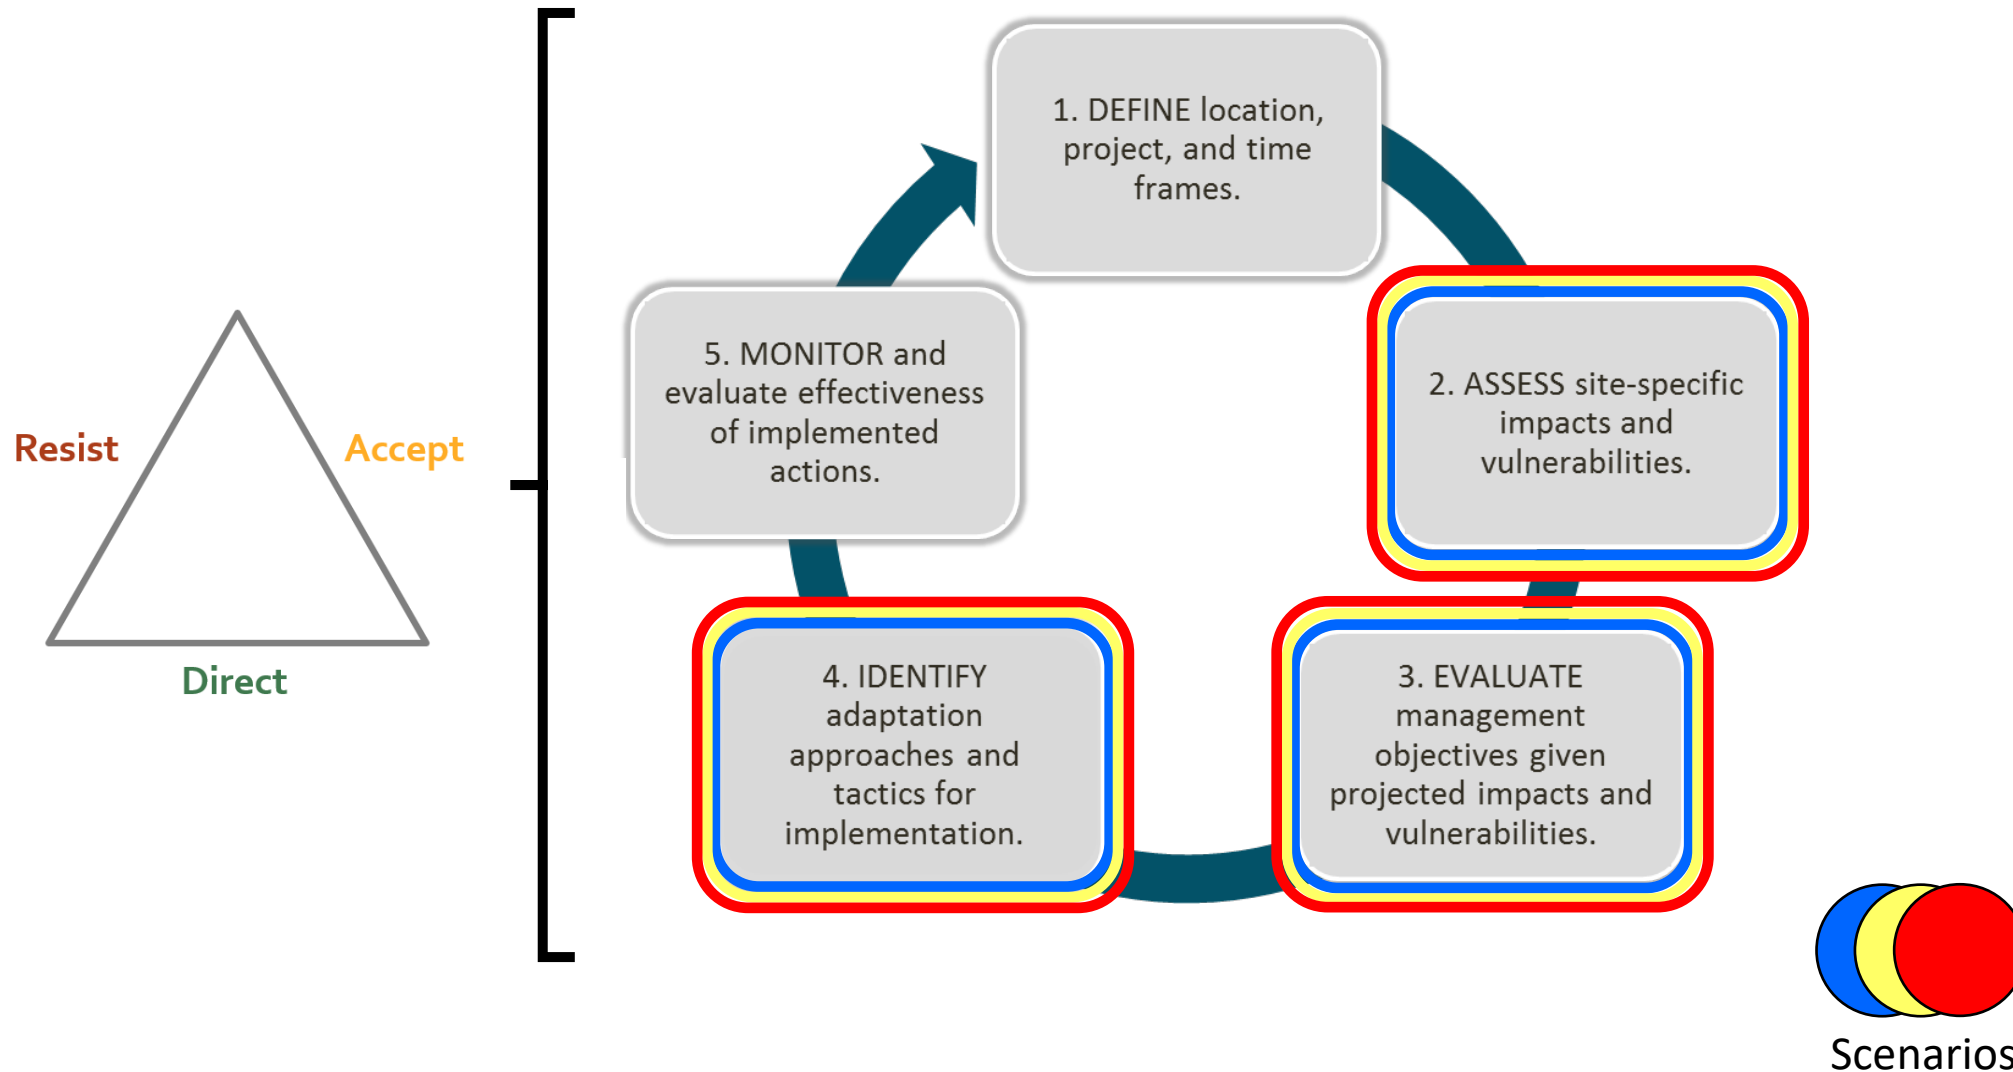 Resist
Accept
Direct
1. DEFINE location,
project, and time
frames.
2. ASSESS site-specific
impacts and
vulnerabilities.
3. EVALUATE
management
objectives given
projected impacts and
vulnerabilities.
4. IDENTIFY
adaptation
approaches and
tactics for
implementation.
5. MONITOR and
evaluate effectiveness
of implemented
actions.
Scenarios